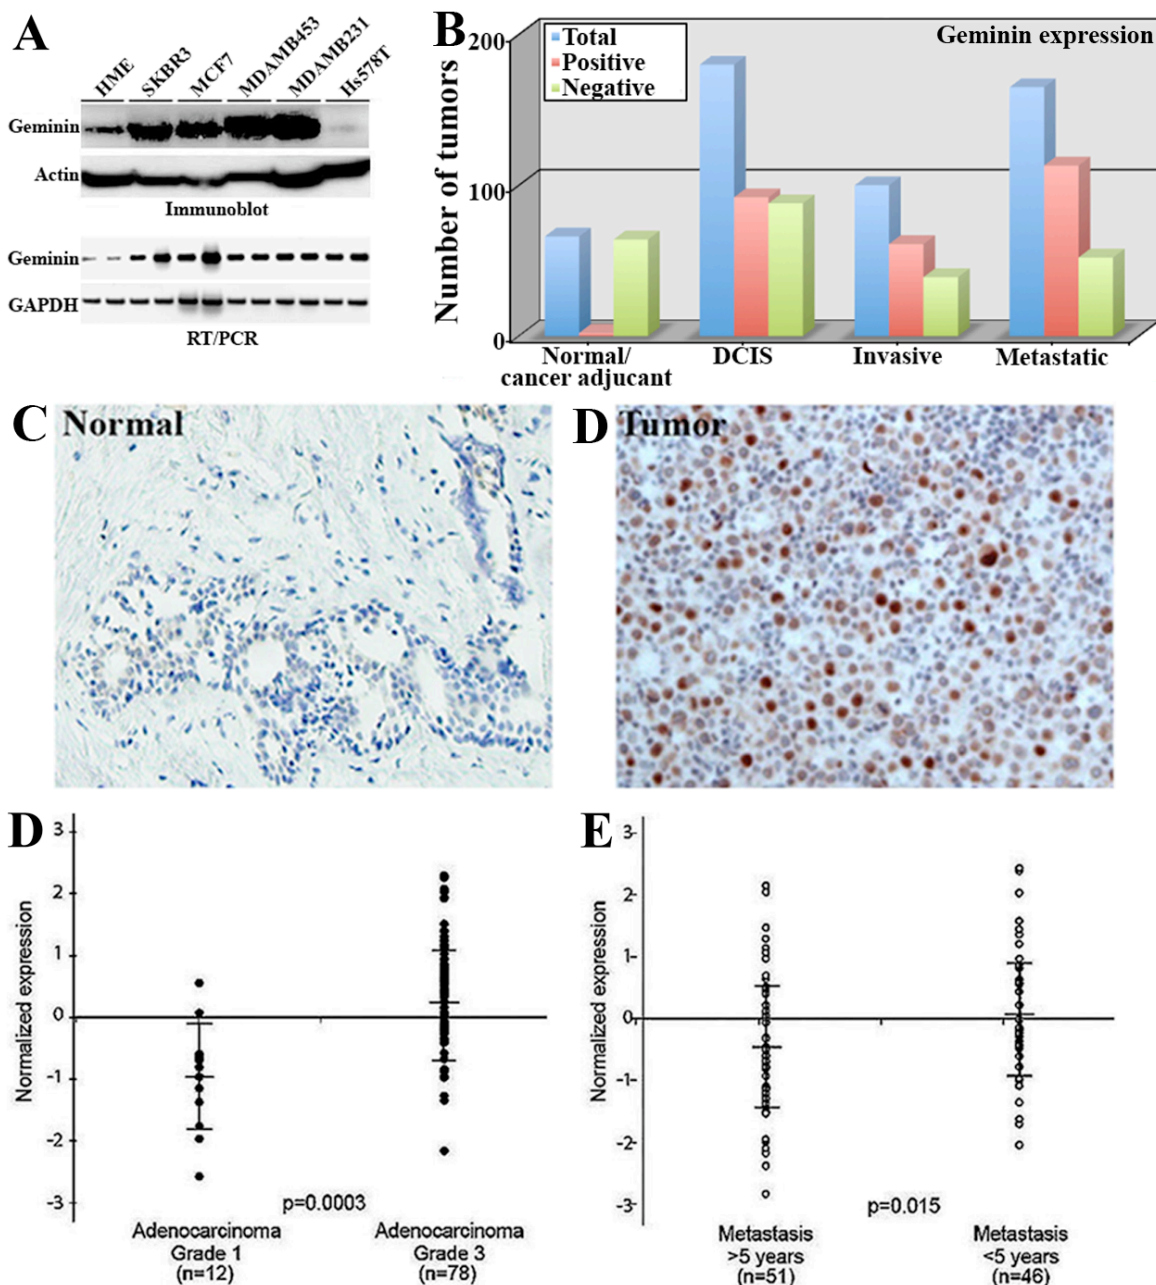 A
HME
SKBR3
MCF7
MDAMB453
MDAMB231
Hs578T
Geminin
Actin
Immunoblot
Geminin
GAPDH
RT/PCR
B
Geminin expression
Total
Positive
Negative
Number of tumors
200
100
0
Normal/
cancer adjucant
DCIS
Invasive
Metastatic
C
Normal
D
Tumor
D
Normalized expression
3
2
1
0
-1
-2
-3
p=0.0003
Adenocarcinoma
Grade 1
(n=12)
Adenocarcinoma
Grade 3
(n=78)
E
Normalized expression
3
2
1
0
-1
-2
-3
p=0.015
Metastasis
>5 years
(n=51)
Metastasis
<5 years
(n=46)